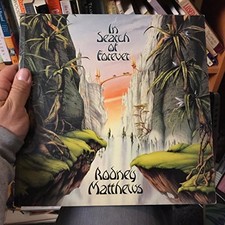 In
Search
of
Forever
Rodney
Matthews